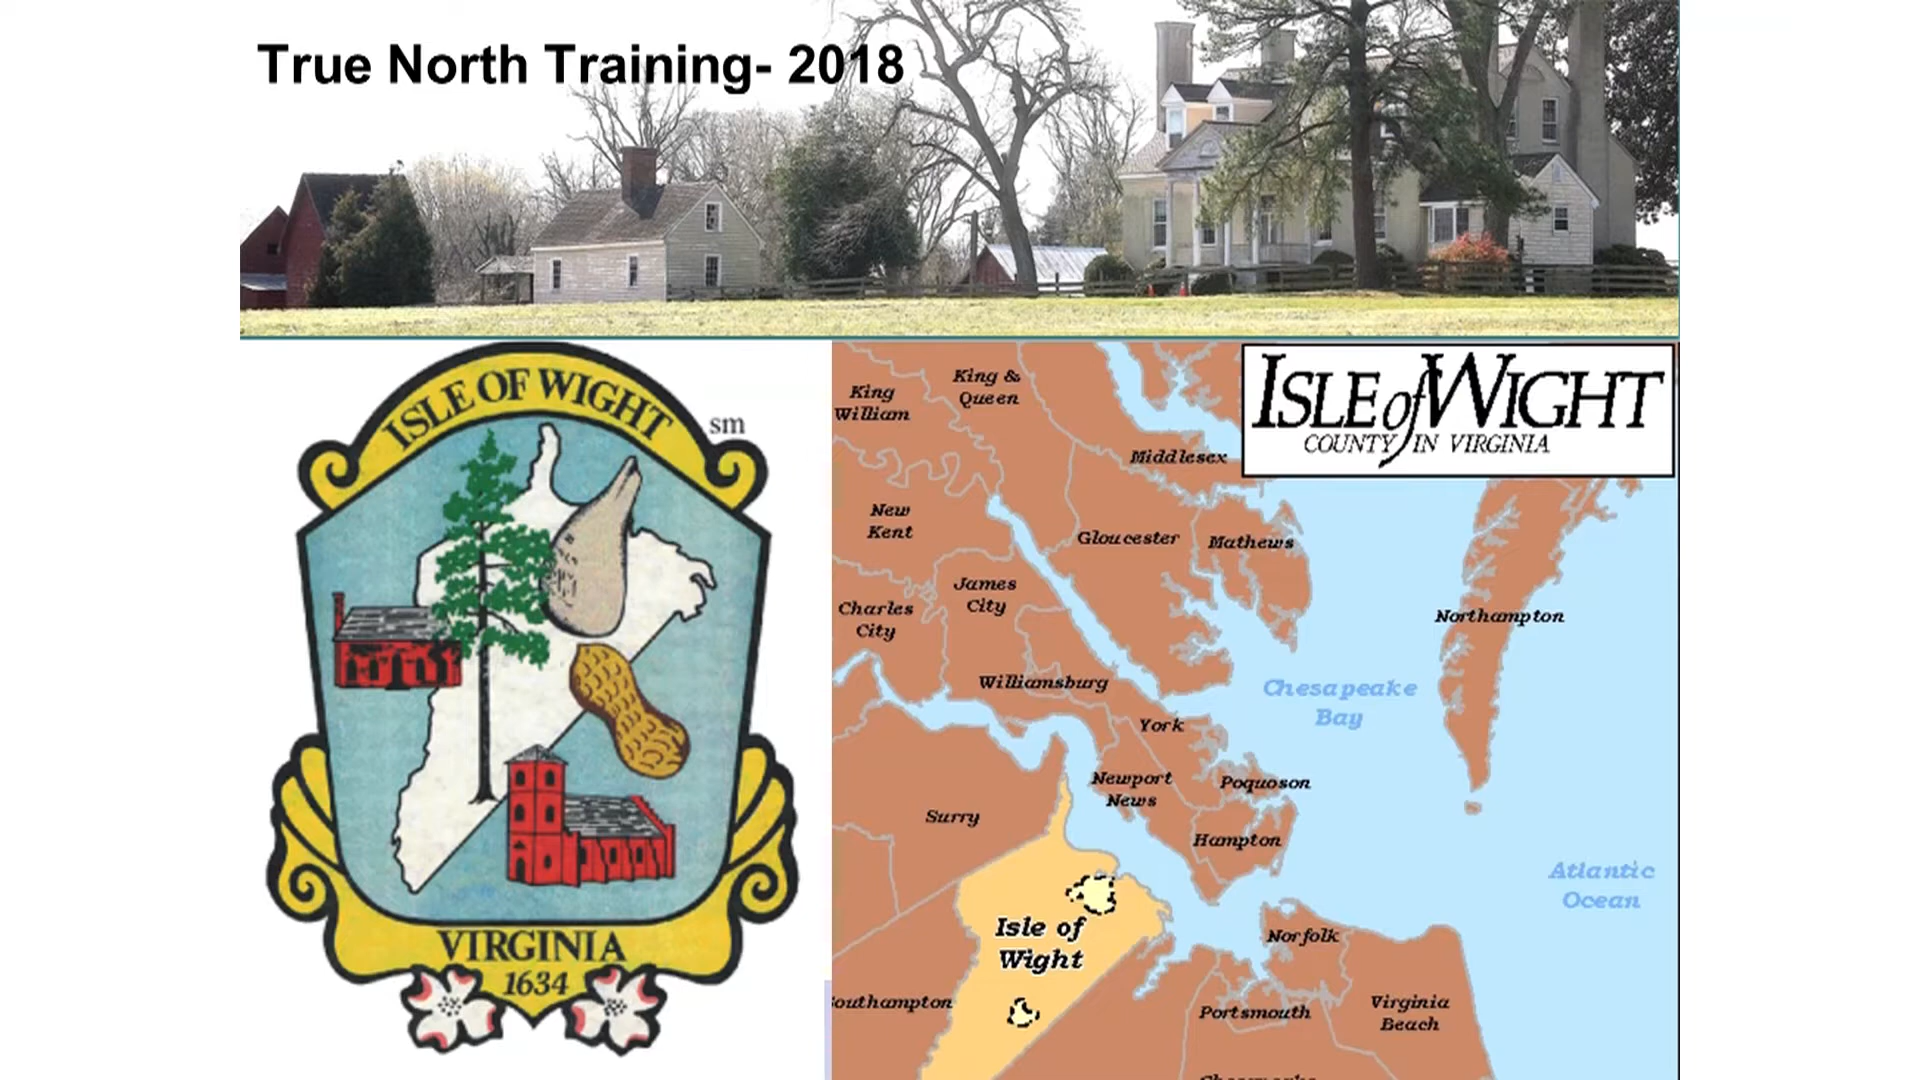 True North Training- 2018
ISLE OF WIGHT
sm
VIRGINIA
1634
ISLE of WIGHT
COUNTY IN VIRGINIA
King
William
King &
Queen
Middlesex
New
Kent
Gloucester
Mathews
James
City
Charles
City
Northampton
Williamsburg
Chesapeake
Bay
York
Newport
News
Poquoson
Surry
Hampton
Atlantic
Ocean
Isle of
Wight
Norfolk
outhampton
Portsmouth
Virginia
Beach